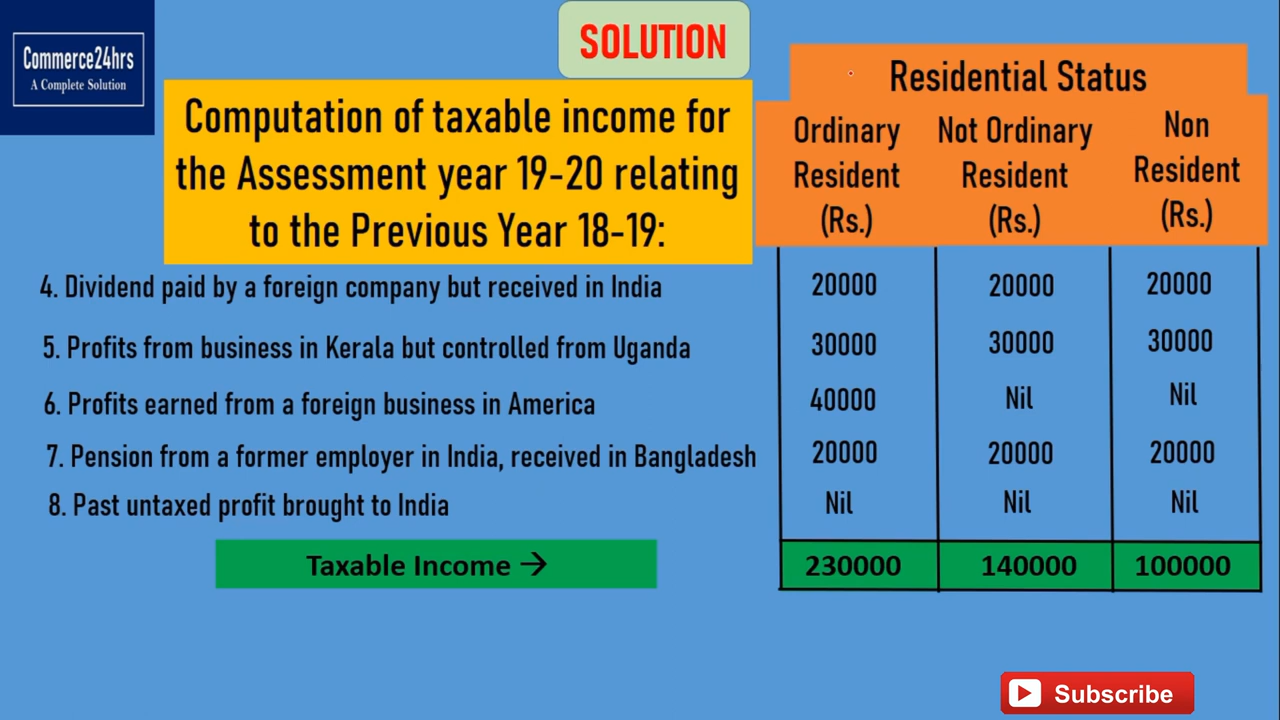 Commerce24hrs
A Complete Solution
SOLUTION
Computation of taxable income for
the Assessment year 19-20 relating
to the Previous Year 18-19:
Residential Status
Ordinary Resident (Rs.)
Not Ordinary Resident (Rs.)
Non Resident (Rs.)
4. Dividend paid by a foreign company but received in India 20000 20000 20000
5. Profits from business in Kerala but controlled from Uganda 30000 30000 30000
6. Profits earned from a foreign business in America 40000 Nil Nil
7. Pension from a former employer in India, received in Bangladesh 20000 20000 20000
8. Past untaxed profit brought to India Nil Nil Nil
Taxable Income → 230000 140000 100000
Subscribe